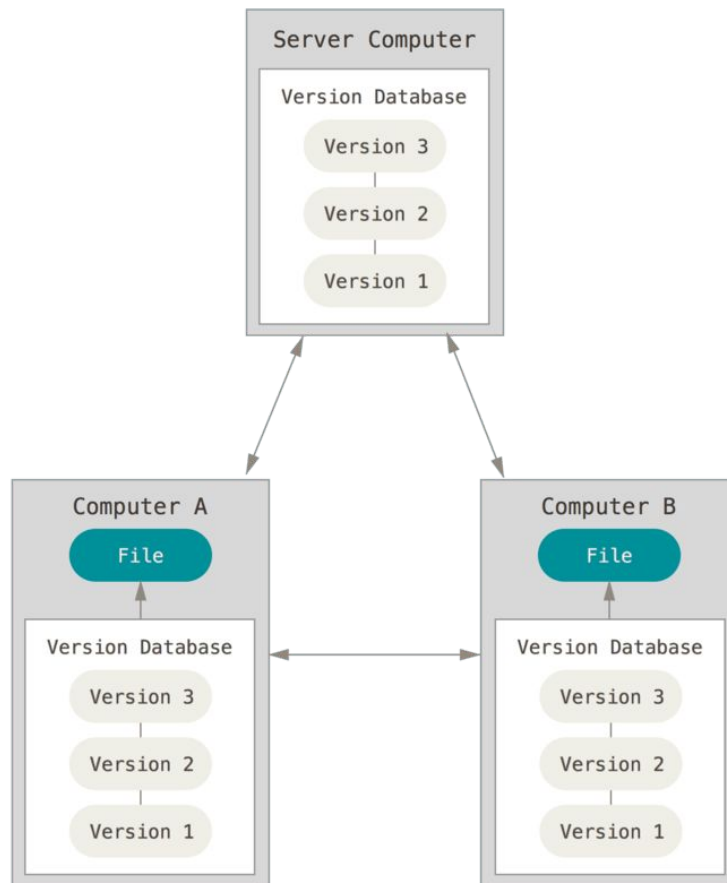 Server Computer
Version Database
Version 3
Version 2
Version 1
Computer A
File
Version Database
Version 3
Version 2
Version 1
Computer B
File
Version Database
Version 3
Version 2
Version 1